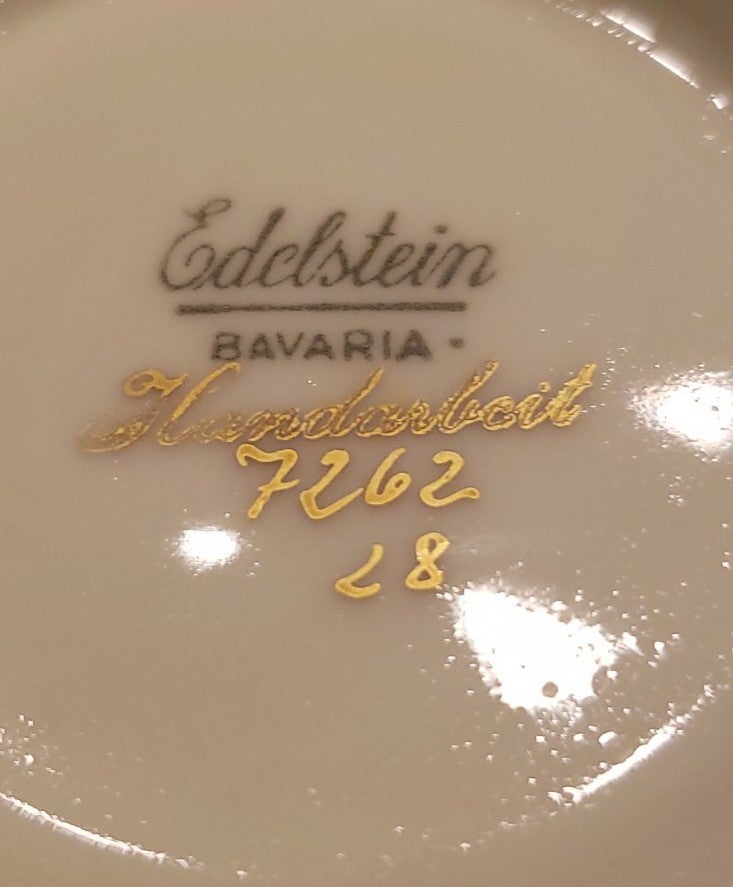 Edelstein
BAVARIA
Handarbeit
7262
28